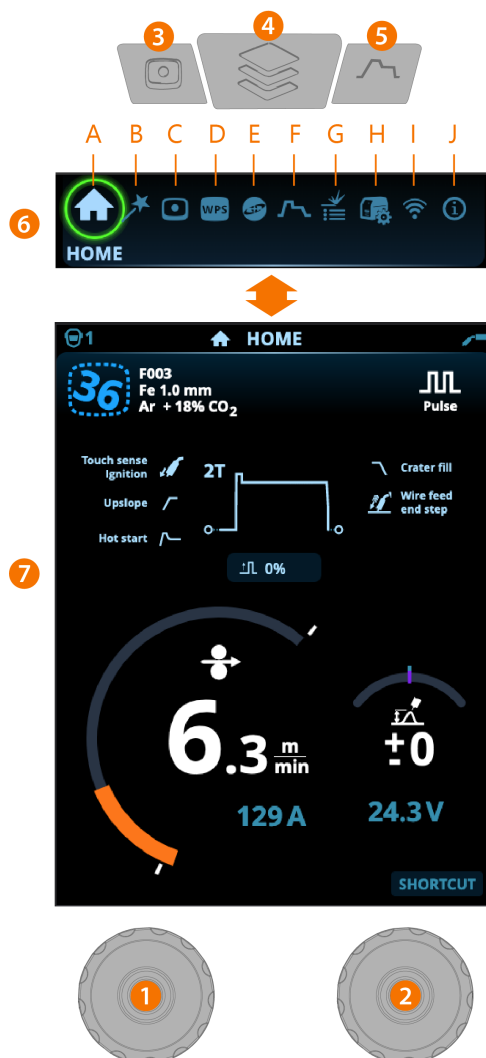 4
3
5
A B C D E F G H I J
WPS
6
HOME
1 HOME
36
F003
Fe 1.0 mm
Ar + 18% CO2
Pulse
Touch sense
Ignition
2T
Crater fill
Upslope
Wire feed
end step
Hot start
7
0%
6.3 m
min
±0
129 A
24.3 V
SHORTCUT
1
2